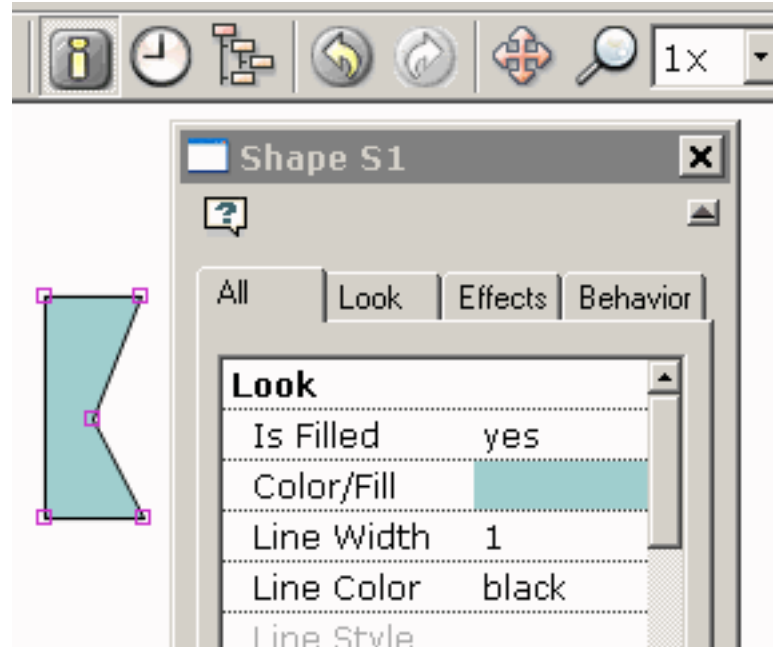 1x
Shape S1
All Look Effects Behavior
Look
Is Filled yes
Color/Fill
Line Width 1
Line Color black
Line Style